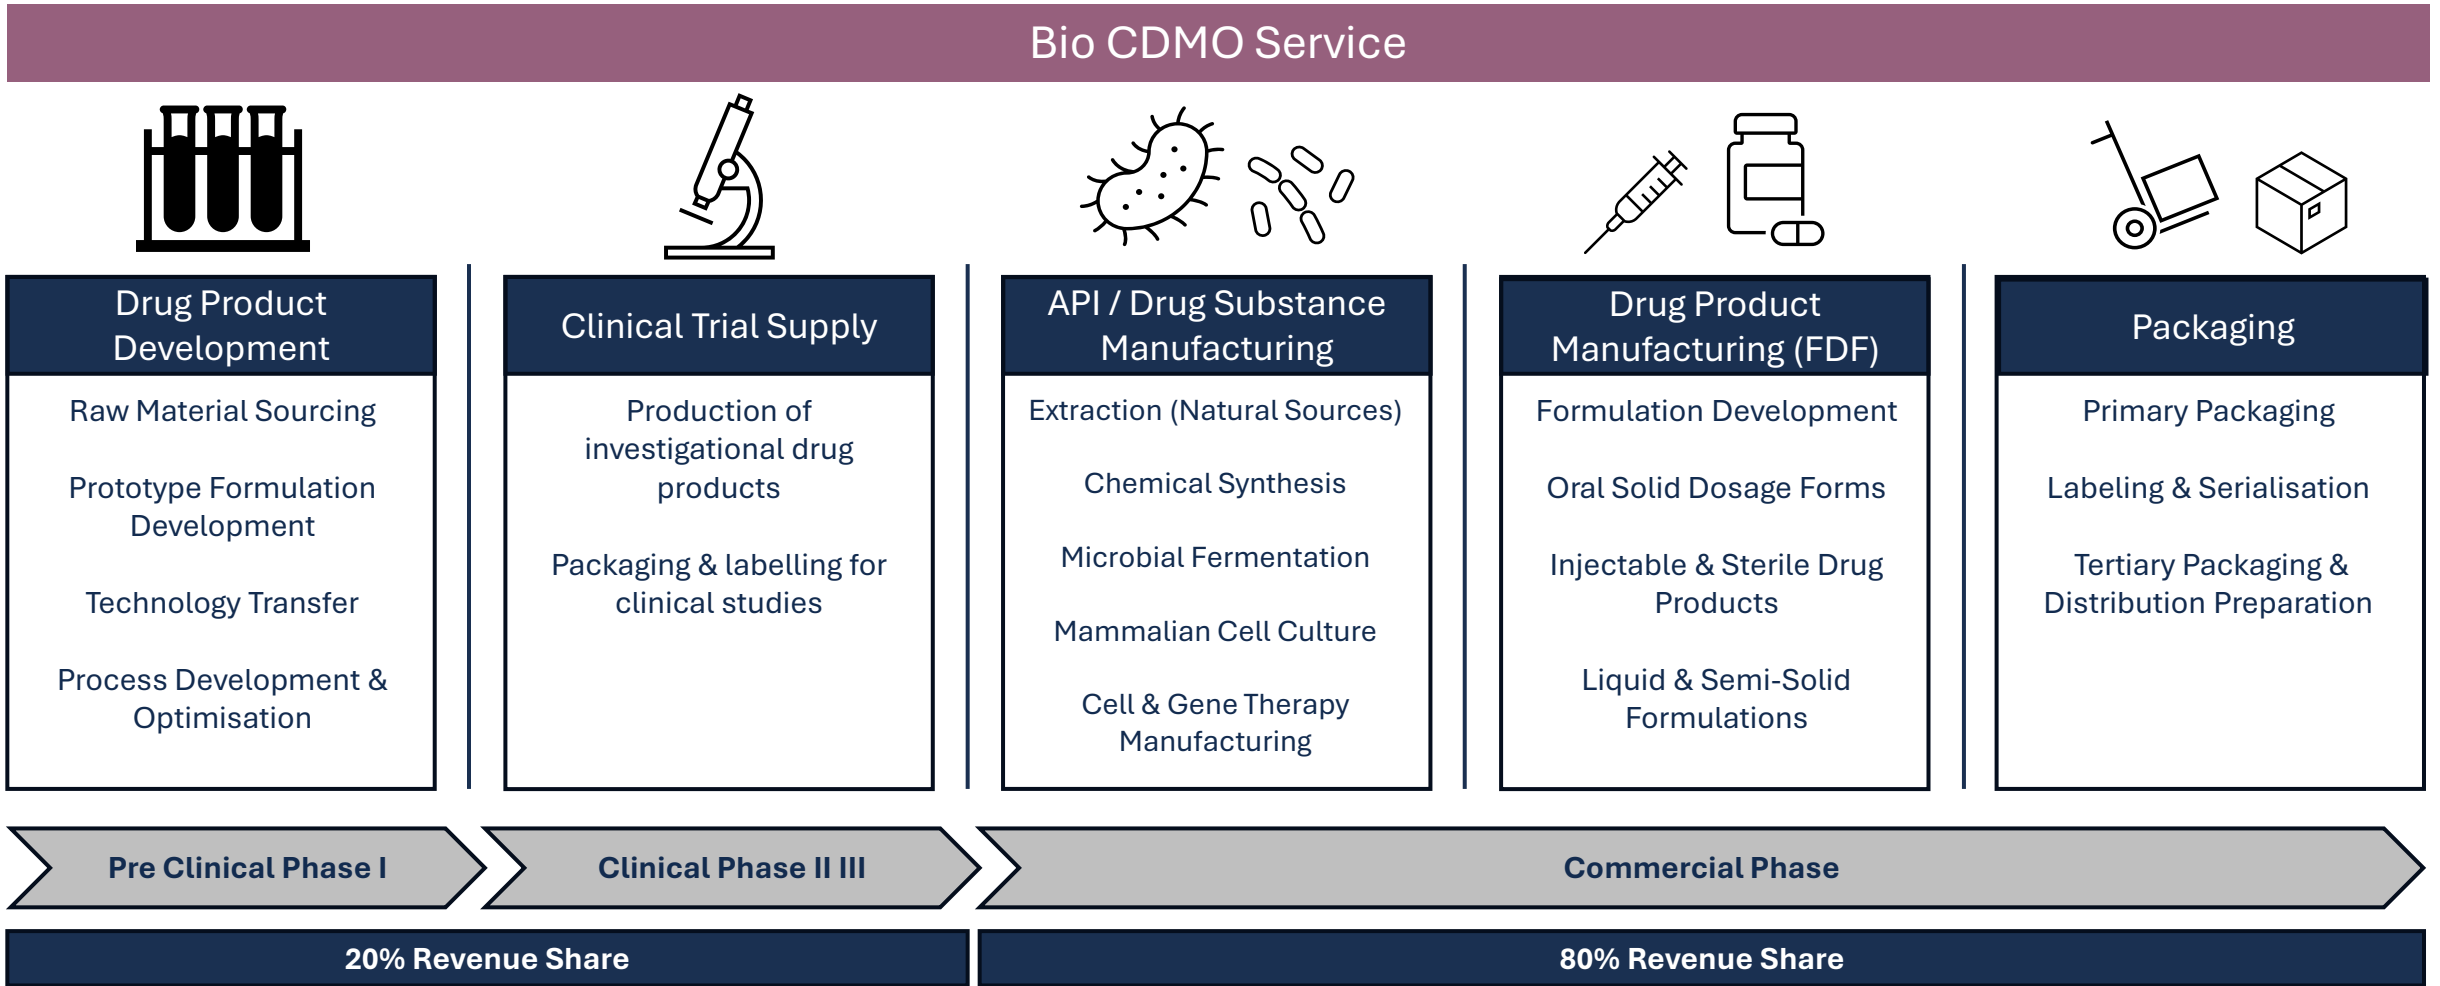 Bio CDMO Service
Drug Product
Development
Raw Material Sourcing
Prototype Formulation
Development
Technology Transfer
Process Development &
Optimisation
Clinical Trial Supply
Production of
investigational drug
products
Packaging & labelling for
clinical studies
API / Drug Substance
Manufacturing
Extraction (Natural Sources)
Chemical Synthesis
Microbial Fermentation
Mammalian Cell Culture
Cell & Gene Therapy
Manufacturing
Drug Product
Manufacturing (FDF)
Formulation Development
Oral Solid Dosage Forms
Injectable & Sterile Drug
Products
Liquid & Semi-Solid
Formulations
Packaging
Primary Packaging
Labeling & Serialisation
Tertiary Packaging &
Distribution Preparation
Pre Clinical Phase I
Clinical Phase II III
Commercial Phase
20% Revenue Share
80% Revenue Share